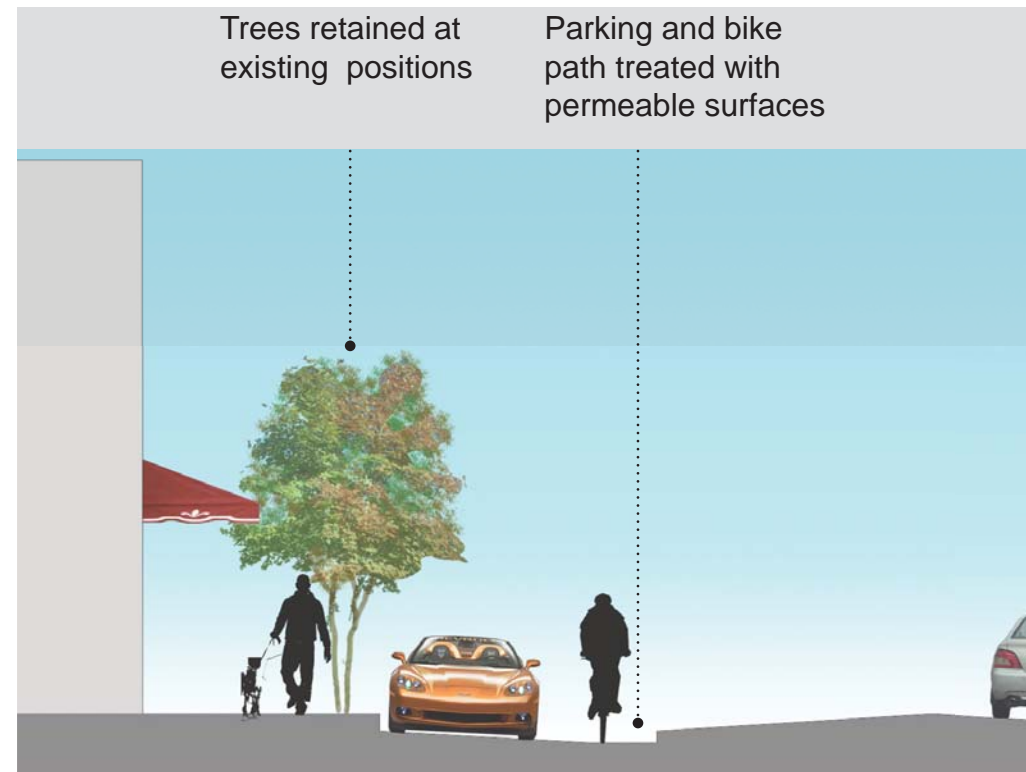 Trees retained at
existing positions
Parking and bike
path treated with
permeable surfaces